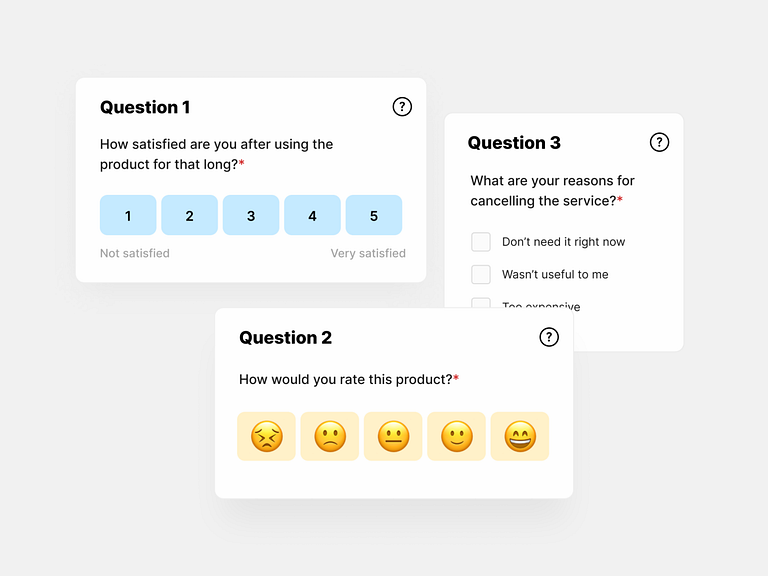 Question 1
?
How satisfied are you after using the
product for that long?*
1 2 3 4 5
Not satisfied Very satisfied
Question 3
?
What are your reasons for
cancelling the service?*
Don’t need it right now
Wasn’t useful to me
Too expensive
Question 2
?
How would you rate this product?*